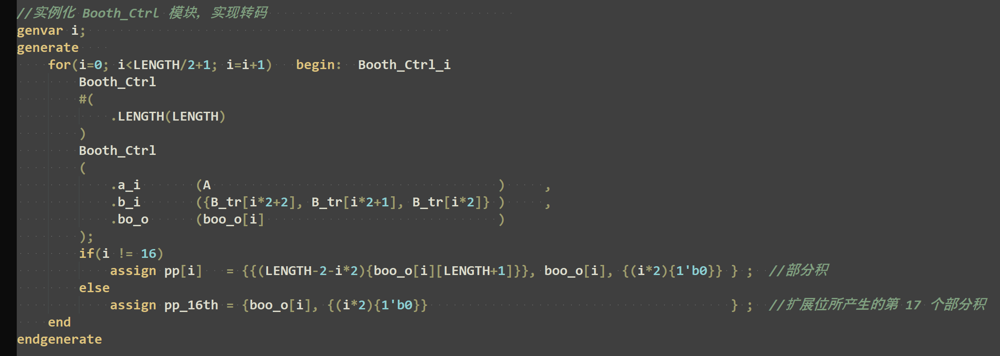 //实例化 Booth_Ctrl 模块，实现转码
genvar i;
generate
for(i=0; i<LENGTH/2+1; i=i+1)   begin:  Booth_Ctrl_i
Booth_Ctrl
#(
.LENGTH(LENGTH)
)
Booth_Ctrl
(
.a_i       (A                                     )     ,
.b_i       ({B_tr[i*2+2], B_tr[i*2+1], B_tr[i*2]} )     ,
.bo_o      (boo_o[i]                              )
);
if(i != 16)
assign pp[i]   = {{(LENGTH-2-i*2){boo_o[i][LENGTH+1]}}, boo_o[i], {(i*2){1'b0}} } ;  //部分积
else
assign pp_16th = {boo_o[i], {(i*2){1'b0}}                                       } ;  //扩展位所产生的第 17 个部分积
end
endgenerate